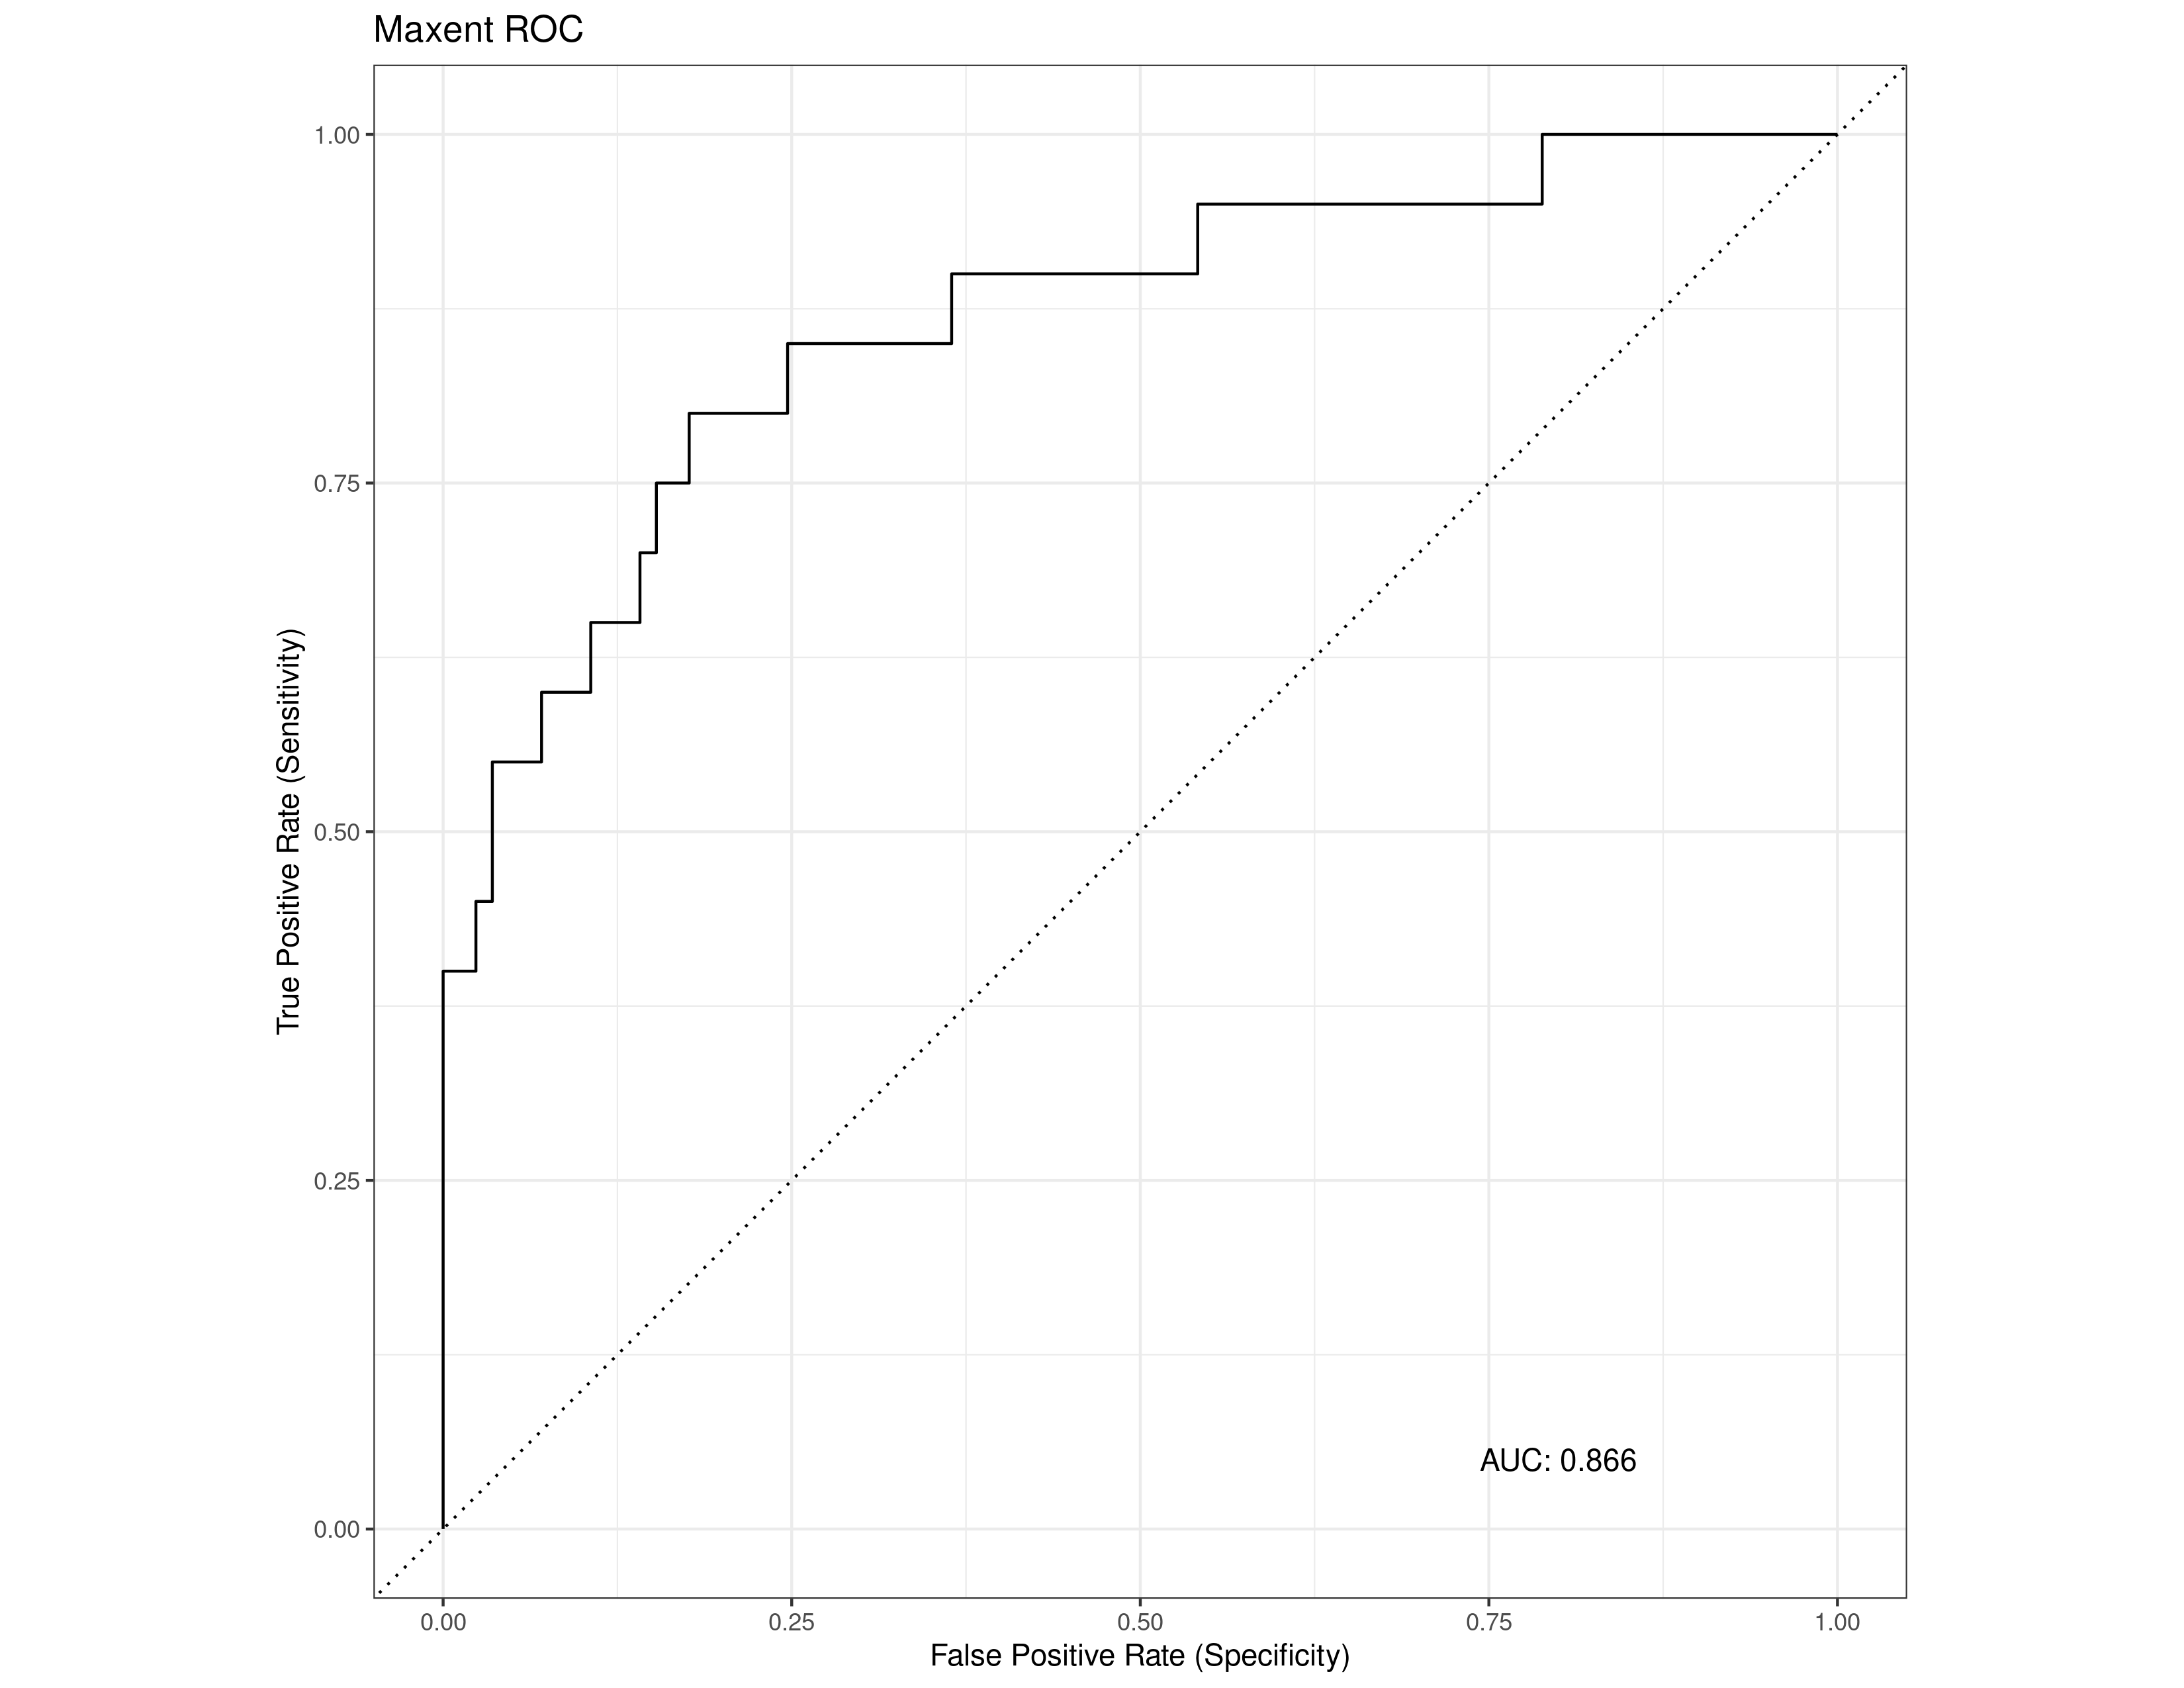 Maxent ROC
True Positive Rate (Sensitivity)
1.00
0.75
0.50
0.25
0.00
AUC: 0.866
0.00 0.25 0.50 0.75 1.00
False Positive Rate (Specificity)